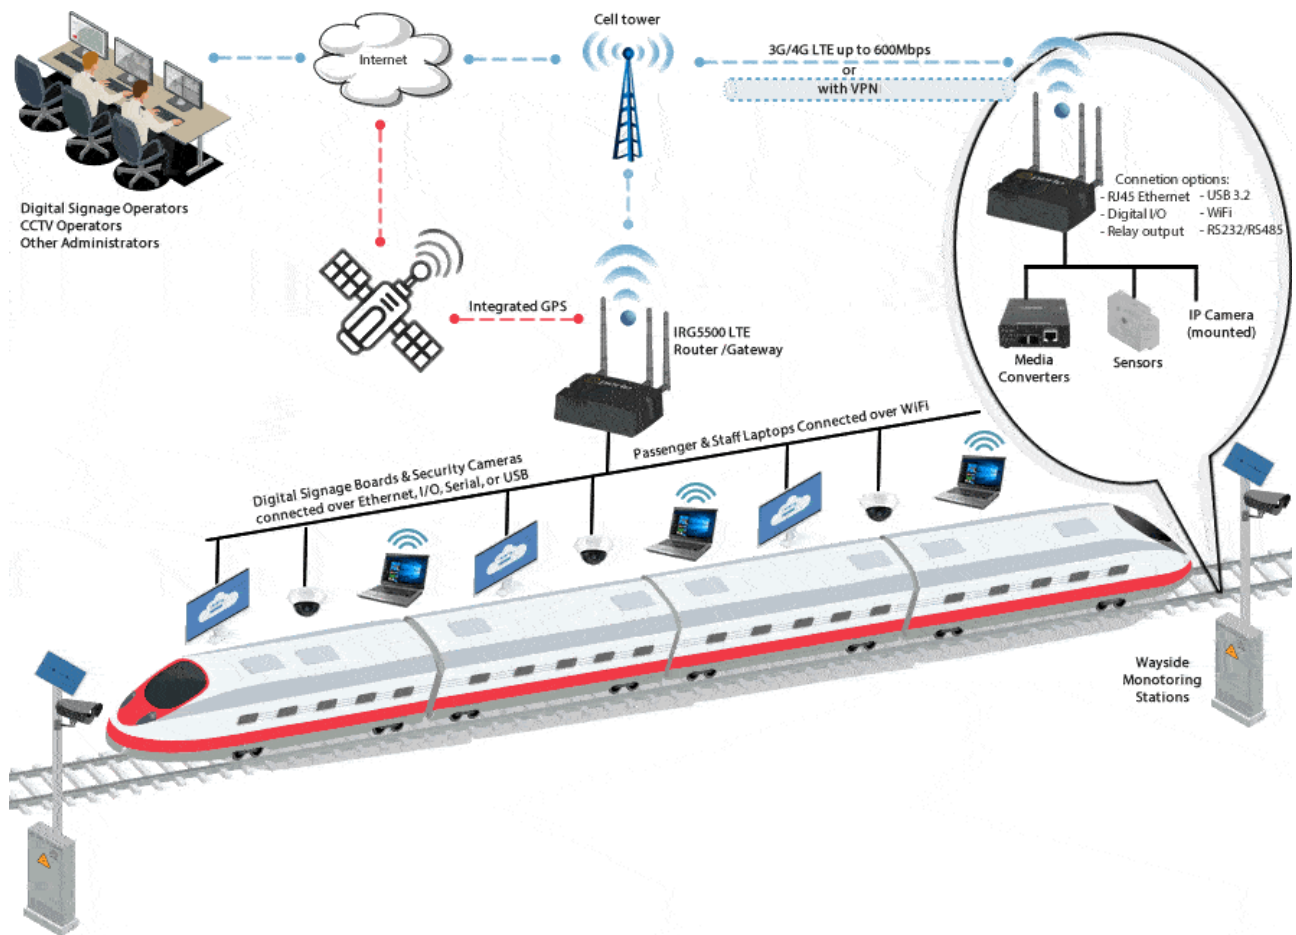 Cell tower
Internet
3G/4G LTE up to 600Mbps
or
with VPN
Digital Signage Operators
CCTV Operators
Other Administrators
Connetion options:
- RJ45 Ethernet - USB 3.2
- Digital I/O - WiFi
- Relay output - RS232/RS485
Integrated GPS
IRG5500 LTE
Router /Gateway
perle
IP Camera
(mounted)
Media
Converters
Sensors
Passenger & Staff Laptops Connected over WiFi
Digital Signage Boards & Security Cameras
connected over Ethernet, I/O, Serial, or USB
Wayside
Monotoring
Stations